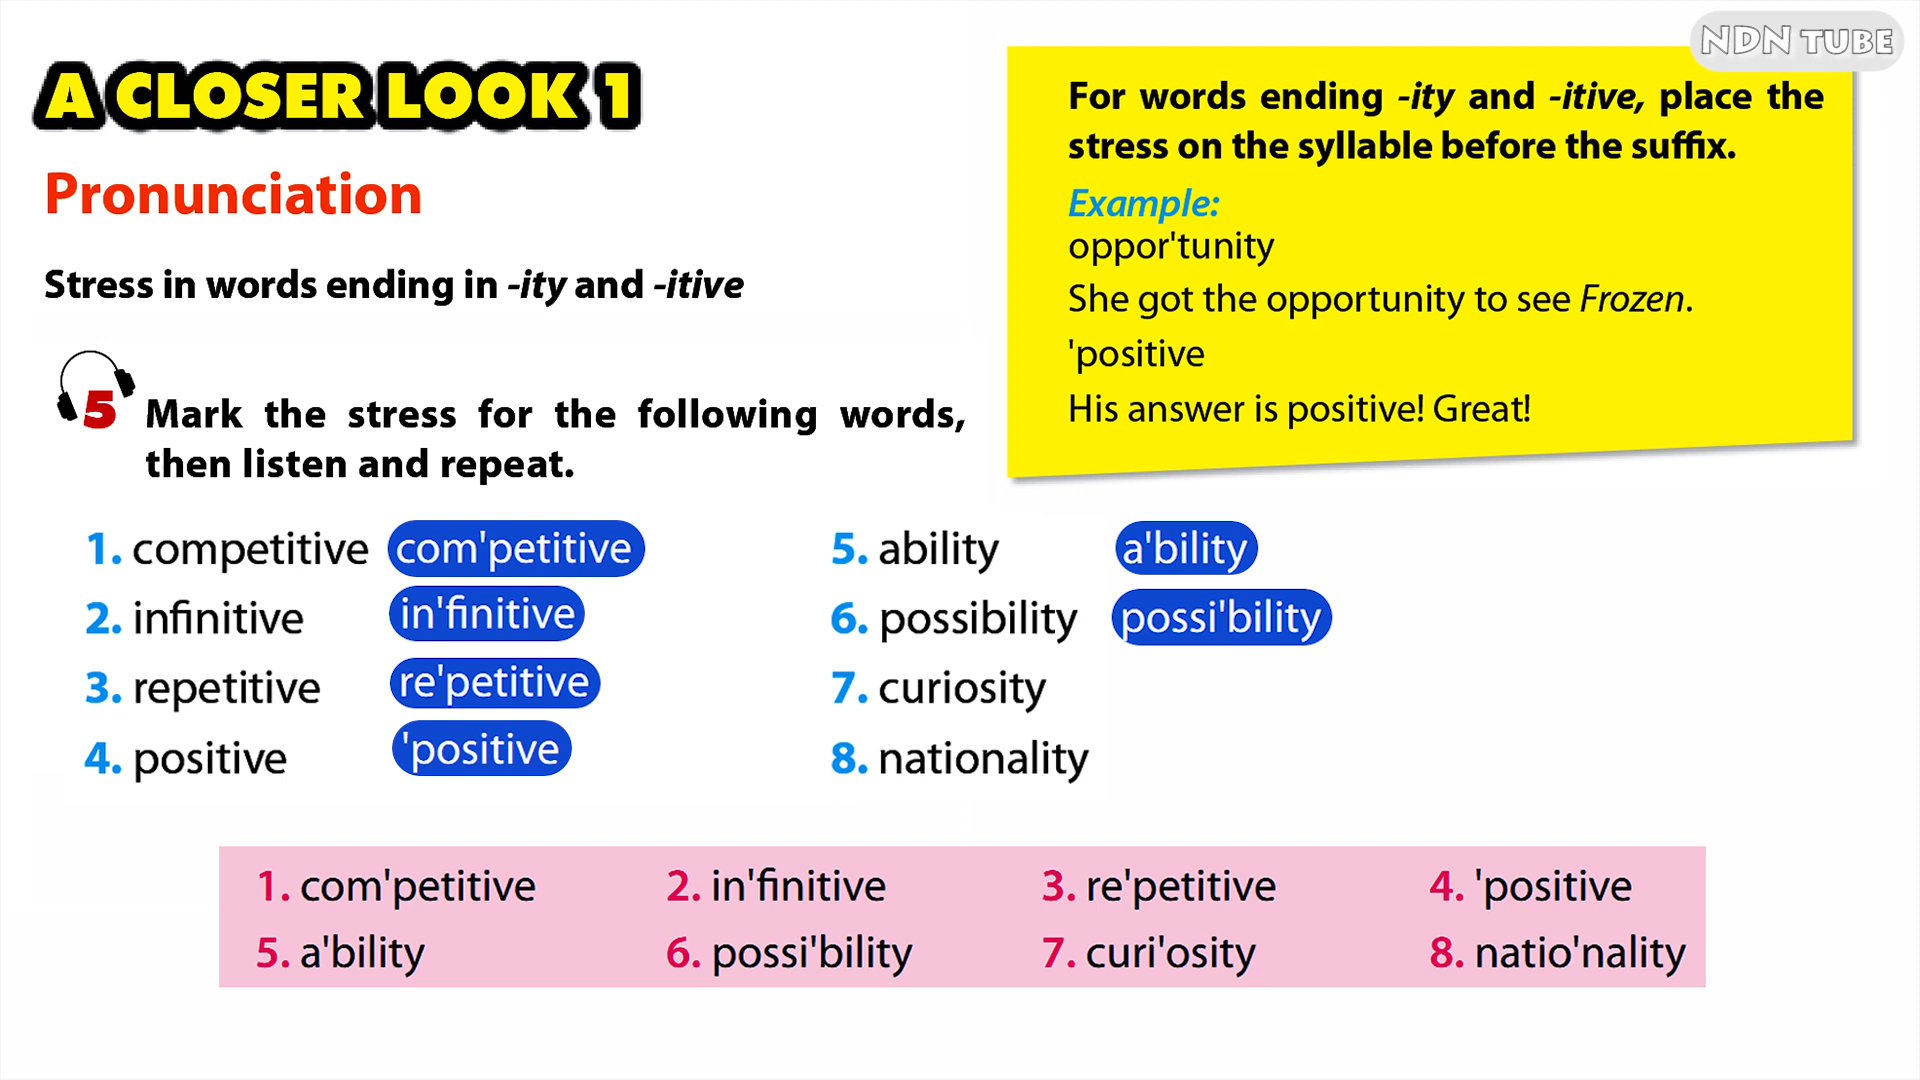 NDN TUBE
A CLOSER LOOK 1
Pronunciation
Stress in words ending in -ity and -itive
5 Mark the stress for the following words,
then listen and repeat.
For words ending -ity and -itive, place the
stress on the syllable before the suffix.
Example:
oppor'tunity
She got the opportunity to see Frozen.
'positive
His answer is positive! Great!
1. competitive com'petitive
2. infinitive in'finitive
3. repetitive re'petitive
4. positive 'positive
5. ability a'bility
6. possibility possi'bility
7. curiosity
8. nationality
1. com'petitive 2. in'finitive 3. re'petitive 4. 'positive
5. a'bility 6. possi'bility 7. curi'osity 8. natio'nality